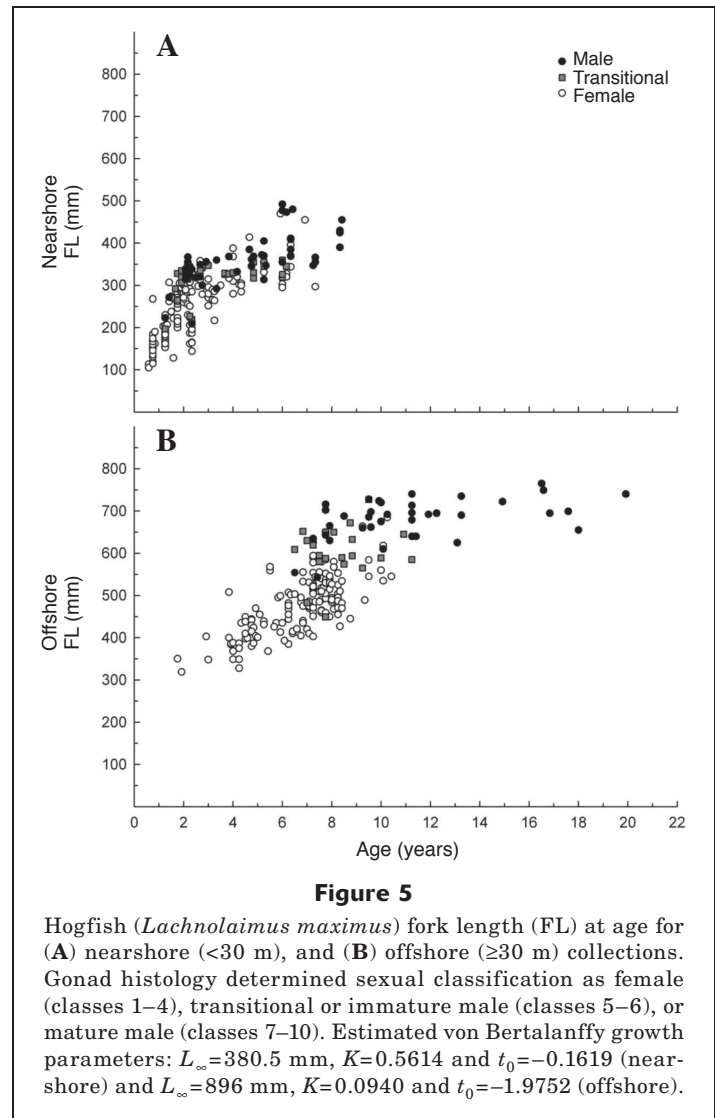 A
Male
Transitional
Female
800
700
600
500
400
300
200
100
Nearshore
FL (mm)
B
800
700
600
500
400
300
200
100
Offshore
FL (mm)
0 2 4 6 8 10 12 14 16 18 20 22
Age (years)
Figure 5
Hogfish (Lachnolaimus maximus) fork length (FL) at age for
(A) nearshore (<30 m), and (B) offshore (≥30 m) collections.
Gonad histology determined sexual classification as female
(classes 1–4), transitional or immature male (classes 5–6), or
mature male (classes 7–10). Estimated von Bertalanffy growth
parameters: L∞=380.5 mm, K=0.5614 and t0=–0.1619 (near-
shore) and L∞=896 mm, K=0.0940 and t0=–1.9752 (offshore).